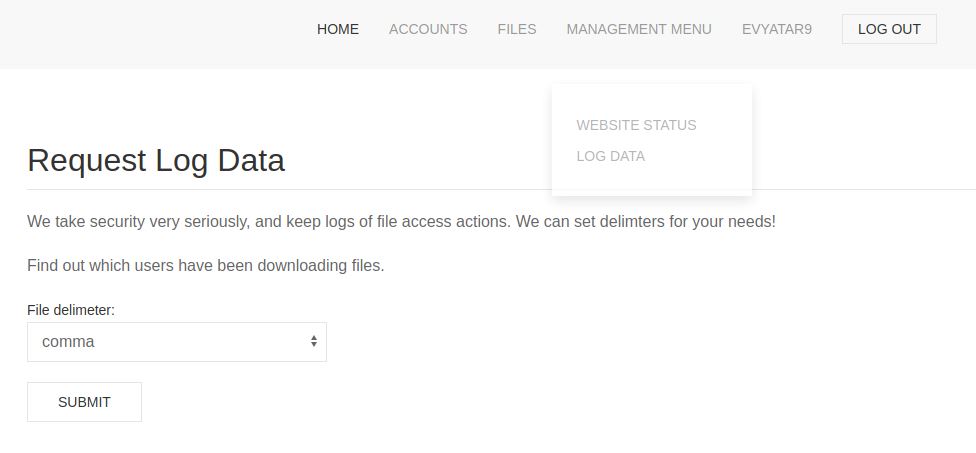 HOME ACCOUNTS FILES MANAGEMENT MENU EVYATAR9 LOG OUT
WEBSITE STATUS
LOG DATA
Request Log Data
We take security very seriously, and keep logs of file access actions. We can set delimters for your needs!
Find out which users have been downloading files.
File delimeter:
comma
SUBMIT